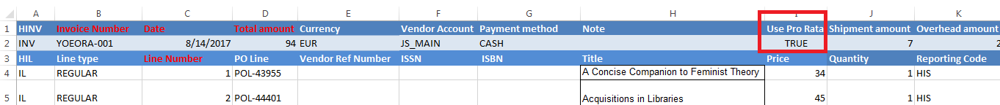 A B C D E F G H I J K
1 HINV Invoice Number Date Total amount Currency Vendor Account Payment method Note Use Pro Rata Shipment amount Overhead amount
2 INV YOEORA-001 8/14/2017 94 EUR JS_MAIN CASH TRUE 7 2
3 HIL Line type Line Number PO Line Vendor Ref Number ISSN ISBN Title Price Quantity Reporting Code
4 IL REGULAR 1 POL-43955 A Concise Companion to Feminist Theory 34 1 HIS
5 IL REGULAR 2 POL-44401 Acquisitions in Libraries 45 1 HIS